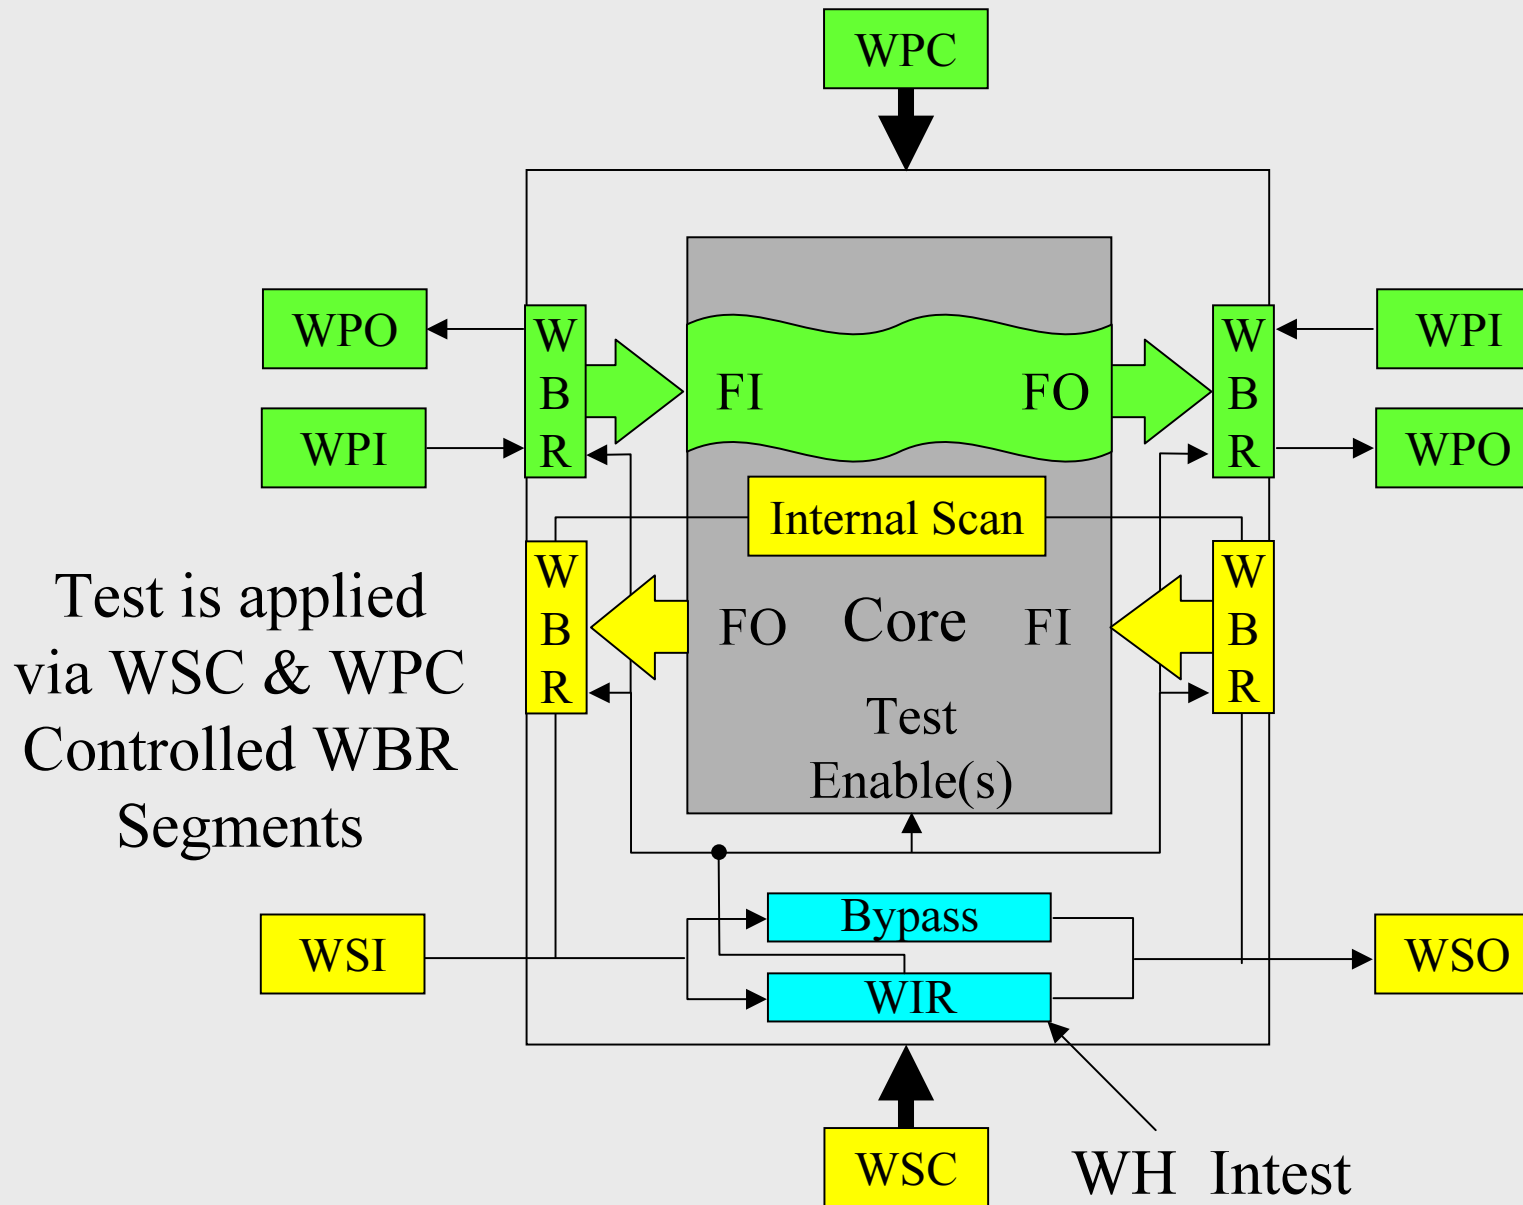 WPC
WPO
W
B
R
FI
FO
W
B
R
WPI
WPI
WPO
Internal Scan
W
B
R
FO
Core
FI
W
B
R
Test
Enable(s)
Test is applied
via WSC & WPC
Controlled WBR
Segments
Bypass
WSI
WSO
WIR
WSC
WH Intest